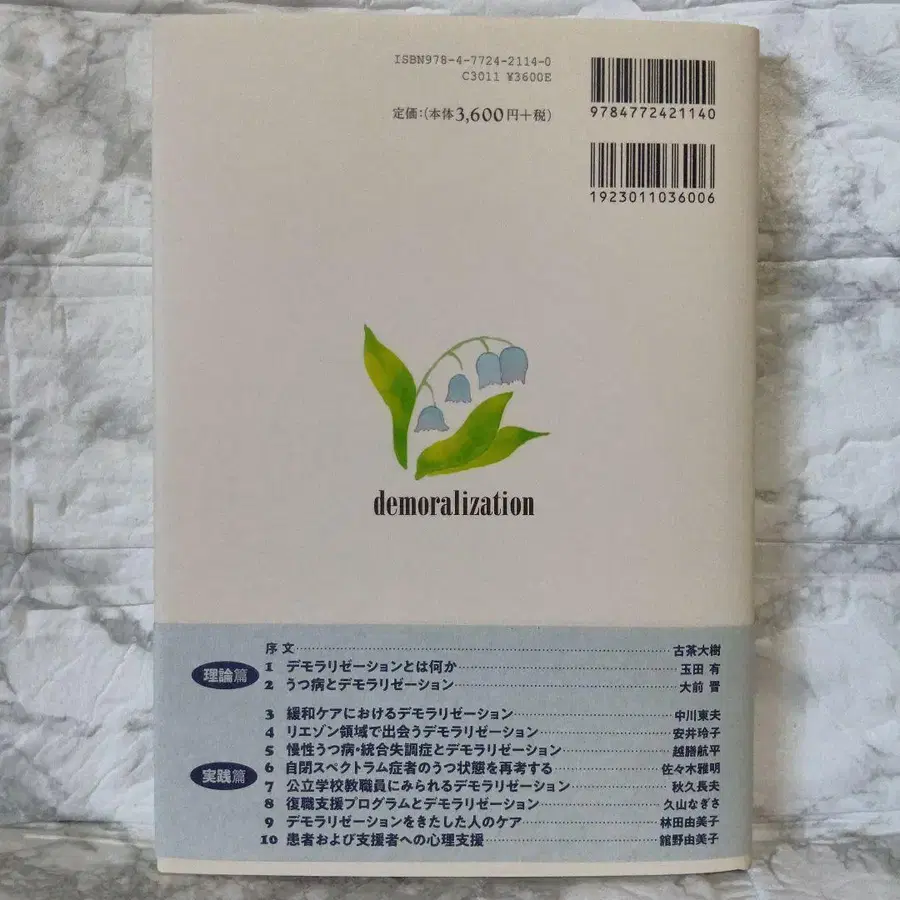 ISBN978-4-7724-2114-0
C3011 ¥3600E
定価:(本体3,600円+税)
9784772421140
1923011036006
demoralization
序文 古茶大樹
理論篇
1 デモラリゼーションとは何か 玉田 有
2 うつ病とデモラリゼーション 大前 晋
実践篇
3 緩和ケアにおけるデモラリゼーション 中川東夫
4 リエゾン領域で出会うデモラリゼーション 安井玲子
5 慢性うつ病・統合失調症とデモラリゼーション 越膳航平
6 自閉スペクトラム症者のうつ状態を再考する 佐々木雅明
7 公立学校教職員にみられるデモラリゼーション 秋久長夫
8 復職支援プログラムとデモラリゼーション 久山なぎさ
9 デモラリゼーションをきたした人のケア 林田由美子
10 患者および支援者への心理支援 舘野由美子